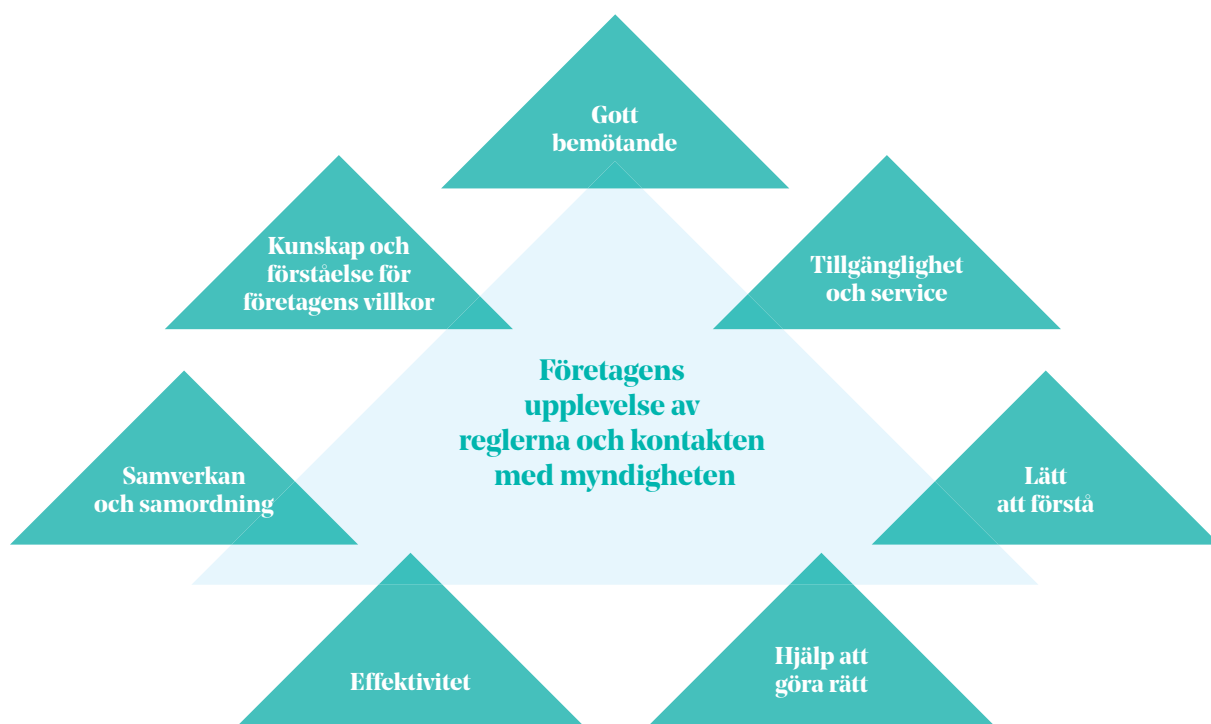 Gott
bemötande
Kunskap och
förståelse för
företagens villkor
Tillgänglighet
och service
Företagens
upplevelse av
reglerna och kontakten
med myndigheten
Samverkan
och samordning
Lätt
att förstå
Effektivitet
Hjälp att
göra rätt